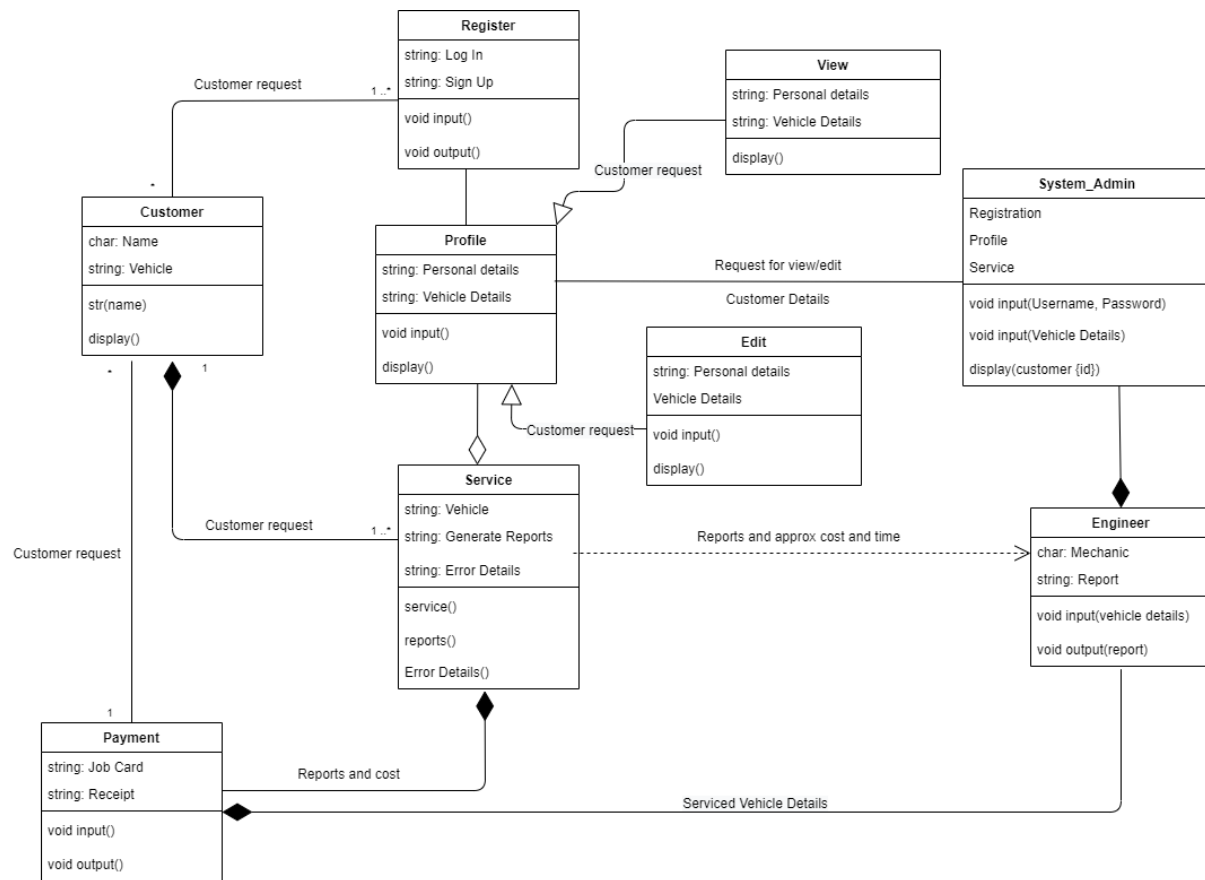 Register
string: Log In
string: Sign Up
void input()
void output()
Customer request
1 ..*
*
View
string: Personal details
string: Vehicle Details
display()
Customer request
System_Admin
Registration
Profile
Service
void input(Username, Password)
void input(Vehicle Details)
display(customer {id})
Customer
char: Name
string: Vehicle
str(name)
display()
Profile
string: Personal details
string: Vehicle Details
void input()
display()
Request for view/edit
Customer Details
Edit
string: Personal details
Vehicle Details
void input()
display()
Customer request
*
1
Customer request
1 ..*
Service
string: Vehicle
string: Generate Reports
string: Error Details
service()
reports()
Error Details()
Reports and approx cost and time
Engineer
char: Mechanic
string: Report
void input(vehicle details)
void output(report)
Customer request
1
Payment
string: Job Card
string: Receipt
void input()
void output()
Reports and cost
Serviced Vehicle Details